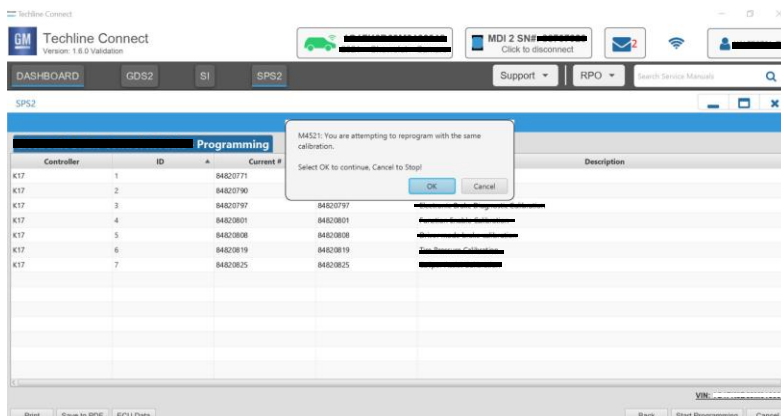 Techline Connect
GM Techline Connect
Version: 1.6.0 Validation
MDI 2 SN#:
Click to disconnect
2
DASHBOARD GDS2 SI SPS2 Support RPO Search Service Manuals
SPS2
Programming
M4521: You are attempting to reprogram with the same
calibration.
Select OK to continue, Cancel to Stop!
OK Cancel
Controller ID Current # Description
K17 1 84820771
K17 2 84820790
K17 3 84820797 84820797
K17 4 84820801 84820801
K17 5 84820808 84820808
K17 6 84820819 84820819
K17 7 84820825 84820825
VIN:
Print Save to PDF ECU Data Back Start Programming Cancel